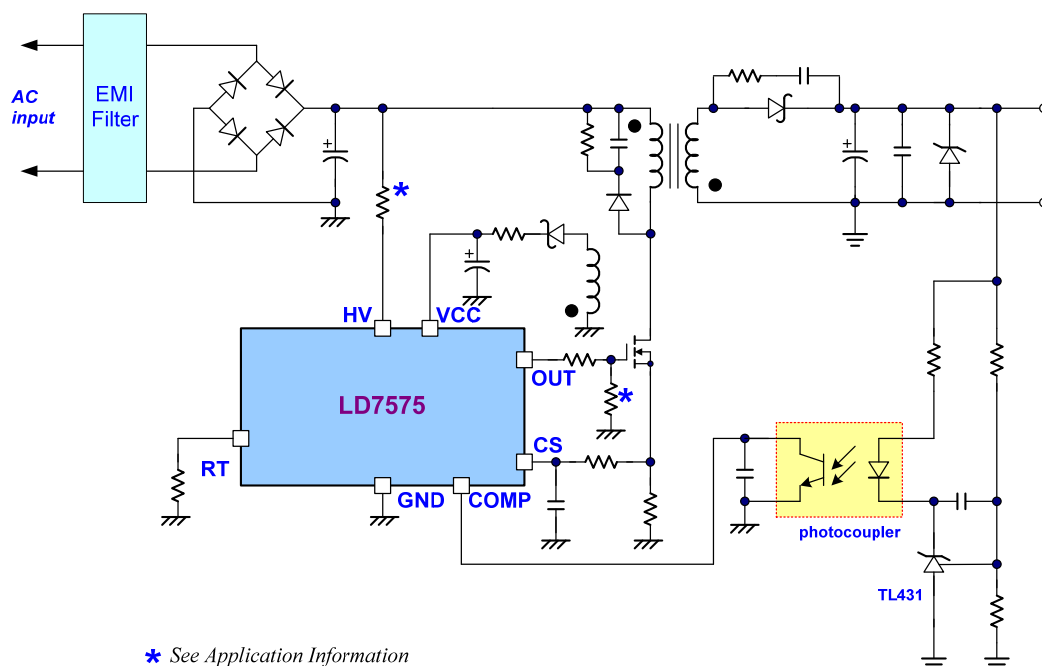 AC
input
EMI
Filter
*
HV
VCC
OUT
*
LD7575
CS
RT
GND
COMP
photocoupler
TL431
* See Application Information
+
+
+